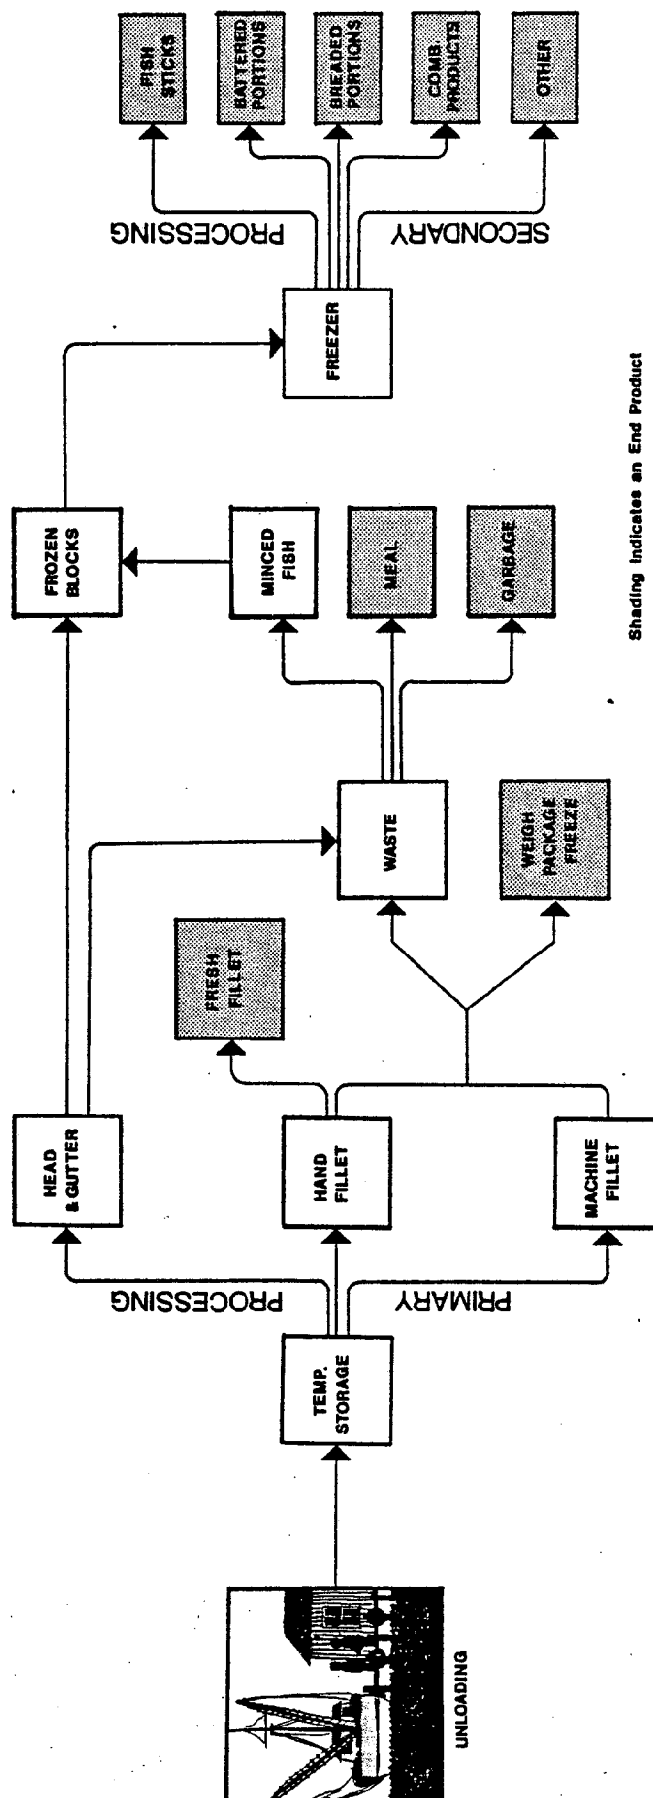 UNLOADING
TEMP.
STORAGE
PRIMARY
PROCESSING
HEAD
& GUTTER
HAND
FILLET
MACHINE
FILLET
FRESH
FILLET
WASTE
WEIGH
PACKAGE
FREEZE
FROZEN
BLOCKS
MINCED
FISH
MEAL
GARBAGE
FREEZER
SECONDARY
PROCESSING
FISH
STICKS
BATTERED
PORTIONS
BREADED
PORTIONS
COMB
PRODUCTS
OTHER
Shading Indicates an End Product